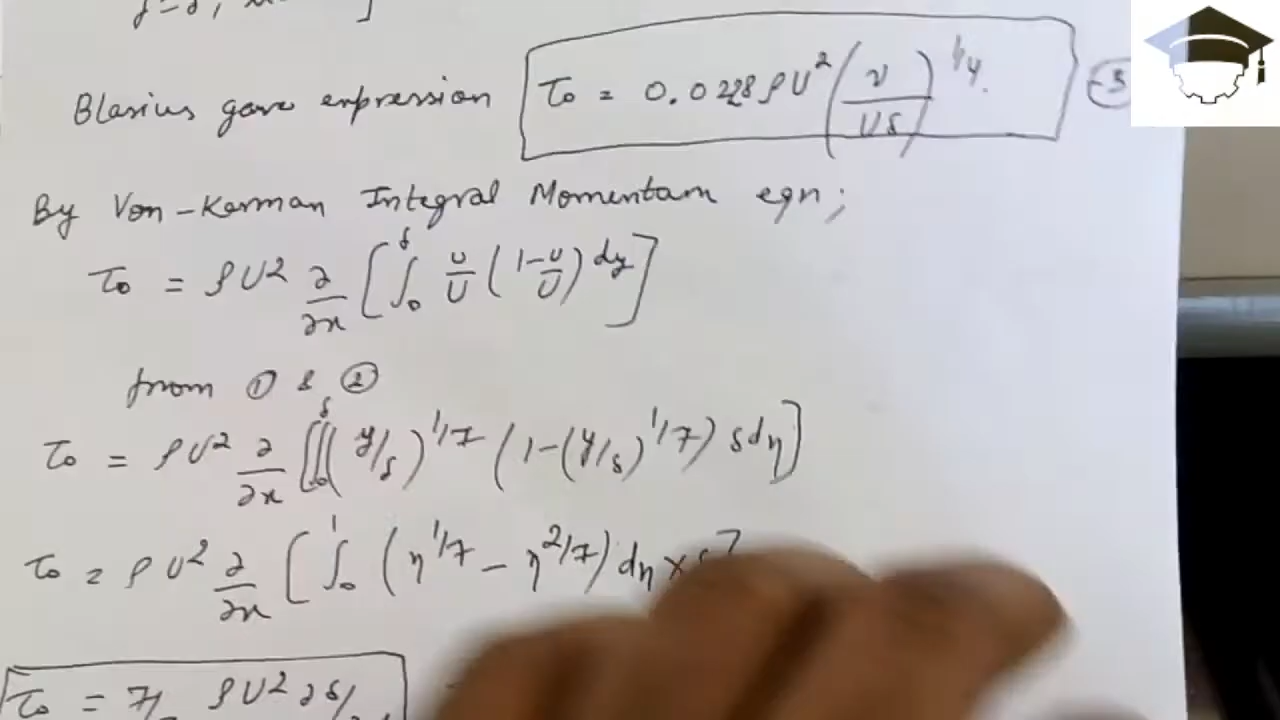 Blasius gave expression τ₀ = 0.0228 ρU² (ν/Uδ)^1/4. -3
By Von-Karman Integral Momentam eqn;
τ₀ = ρU² ∂/∂x [∫₀^δ u/U (1-u/U) dy]
from ① & ②
τ₀ = ρU² ∂/∂x [∫₀^δ (y/δ)^1/7 (1-(y/δ)^1/7) δdη]
τ₀ = ρU² ∂/∂x [∫₀^1 (η^1/7 - η^2/7) dη × δ]
τ₀ = 7/ ρU² ∂δ/